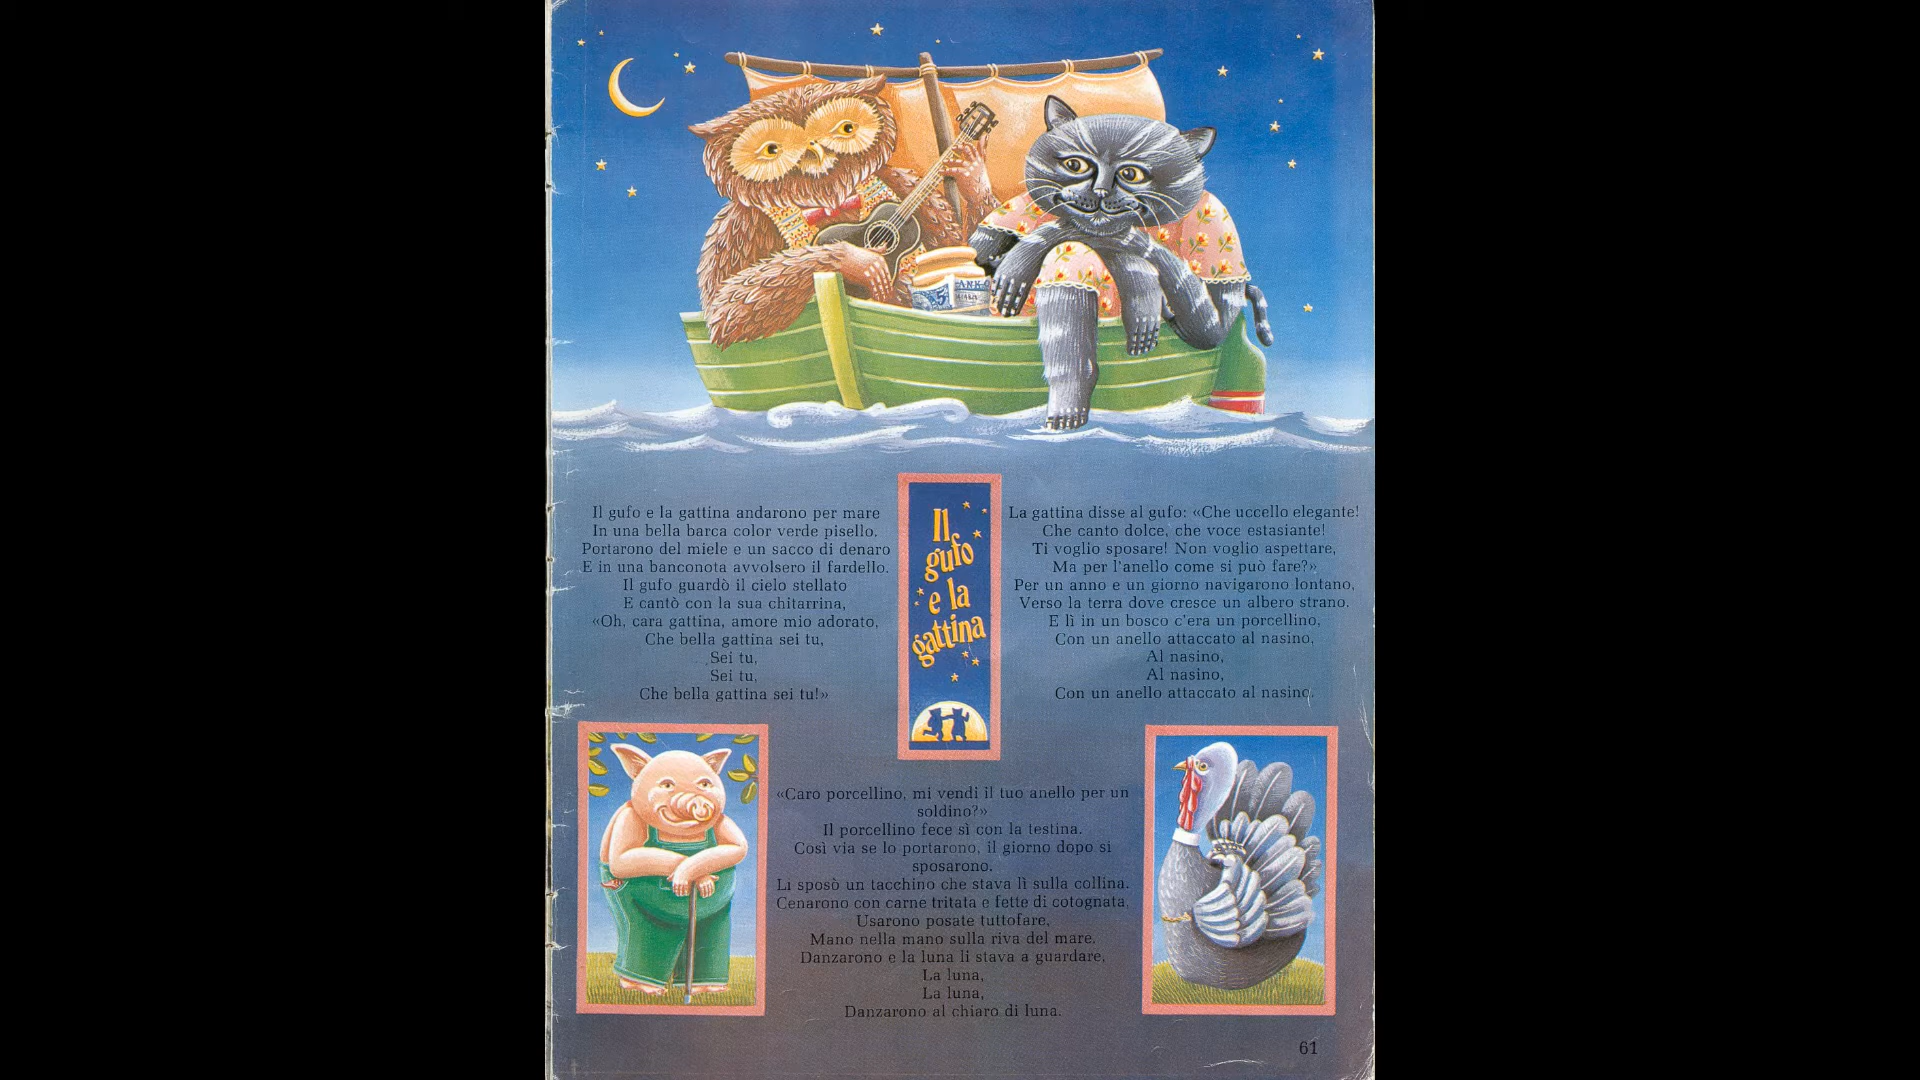 Il gufo e la gattina andarono per mare
In una bella barca color verde pisello.
Portarono del miele e un sacco di denaro
E in una banconota avvolsero il fardello.
Il gufo guardò il cielo stellato
E cantò con la sua chitarrina,
«Oh, cara gattina, amore mio adorato,
Che bella gattina sei tu,
Sei tu,
Sei tu,
Che bella gattina sei tu!»
Il
gufo
e la
gattina
La gattina disse al gufo: «Che uccello elegante!
Che canto dolce, che voce estasiante!
Ti voglio sposare! Non voglio aspettare,
Ma per l'anello come si può fare?»
Per un anno e un giorno navigarono lontano,
Verso la terra dove cresce un albero strano.
E lì in un bosco c'era un porcellino,
Con un anello attaccato al nasino,
Al nasino,
Al nasino,
Con un anello attaccato al nasino.
«Caro porcellino, mi vendi il tuo anello per un
soldino?»
Il porcellino fece sì con la testina.
Così via se lo portarono, il giorno dopo si
sposarono.
Li sposò un tacchino che stava lì sulla collina.
Cenarono con carne tritata e fette di cotognata,
Usarono posate tuttofare,
Mano nella mano sulla riva del mare.
Danzarono e la luna li stava a guardare,
La luna,
La luna,
Danzarono al chiaro di luna.
61